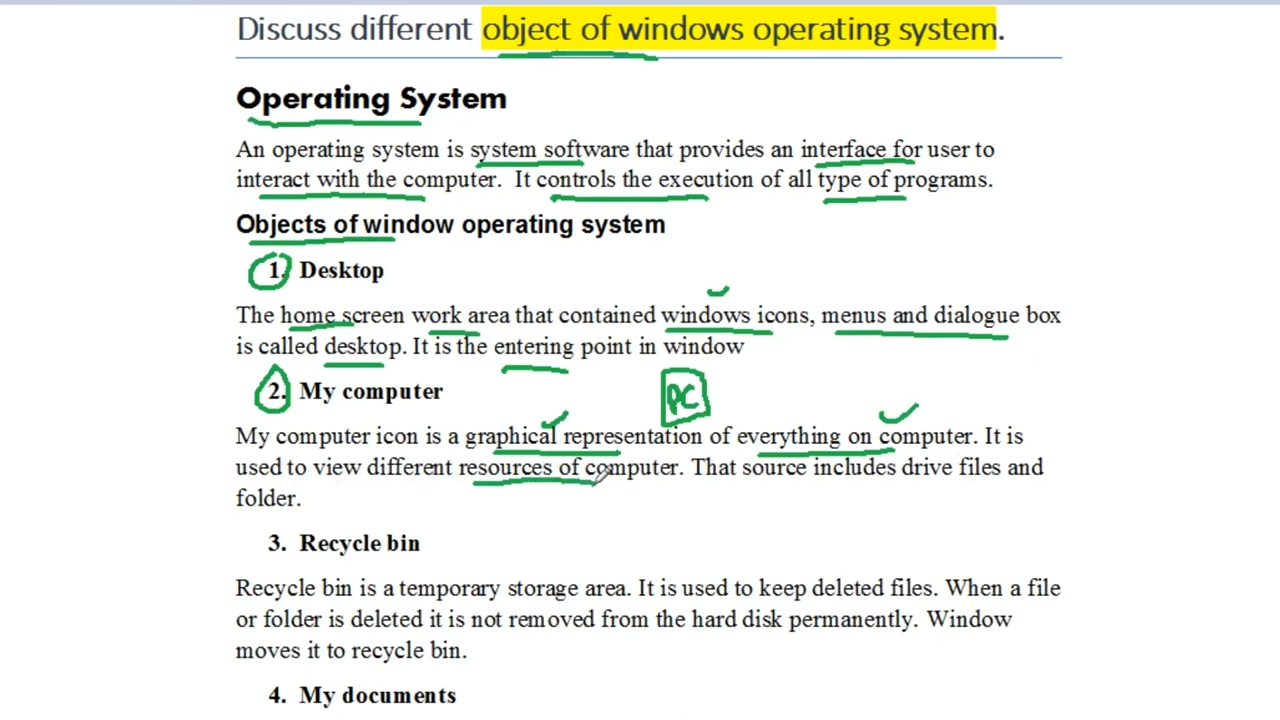 Discuss different object of windows operating system.
Operating System
An operating system is system software that provides an interface for user to
interact with the computer. It controls the execution of all type of programs.
Objects of window operating system
1. Desktop
The home screen work area that contained windows icons, menus and dialogue box
is called desktop. It is the entering point in window
2. My computer
PC
My computer icon is a graphical representation of everything on computer. It is
used to view different resources of computer. That source includes drive files and
folder.
3. Recycle bin
Recycle bin is a temporary storage area. It is used to keep deleted files. When a file
or folder is deleted it is not removed from the hard disk permanently. Window
moves it to recycle bin.
4. My documents